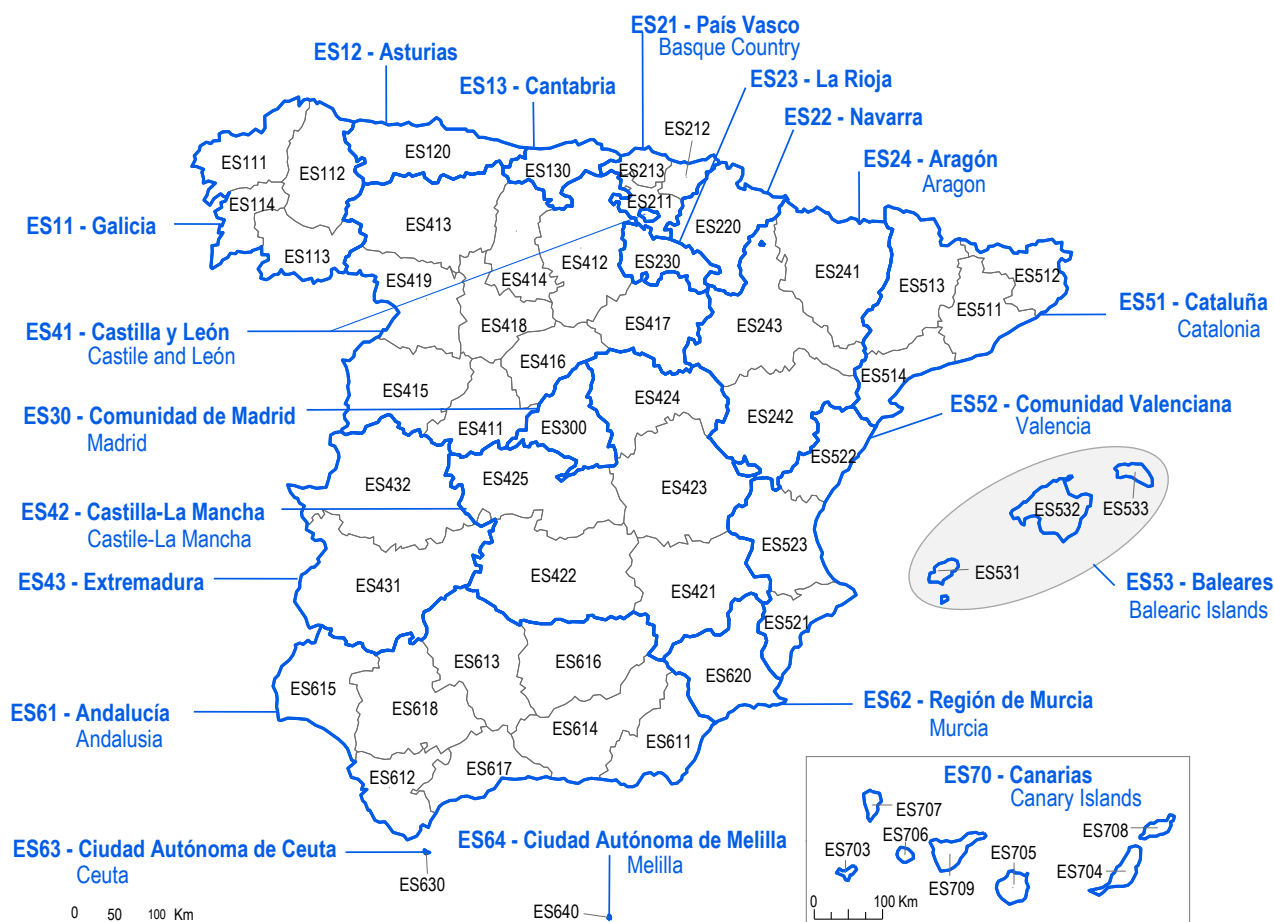 ES21 - País Vasco
Basque Country
ES12 - Asturias
ES13 - Cantabria
ES23 - La Rioja
ES22 - Navarra
ES24 - Aragón
Aragon
ES212
ES111
ES112
ES120
ES130
ES213
ES211
ES114
ES113
ES11 - Galicia
ES413
ES220
ES412
ES230
ES419
ES414
ES241
ES513
ES512
ES511
ES41 - Castilla y León
Castile and León
ES418
ES417
ES243
ES51 - Cataluña
Catalonia
ES416
ES415
ES514
ES424
ES30 - Comunidad de Madrid
Madrid
ES411
ES300
ES242
ES52 - Comunidad Valenciana
Valencia
ES522
ES432
ES425
ES423
ES42 - Castilla-La Mancha
Castile-La Mancha
ES532
ES533
ES523
ES43 - Extremadura
ES431
ES422
ES421
ES531
ES53 - Baleares
Balearic Islands
ES521
ES613
ES616
ES620
ES615
ES618
ES614
ES611
ES61 - Andalucía
Andalusia
ES62 - Región de Murcia
Murcia
ES612
ES617
ES70 - Canarias
Canary Islands
ES707
ES706
ES708
ES703
ES705
ES704
ES709
0
100 Km
ES63 - Ciudad Autónoma de Ceuta
Ceuta
ES630
ES64 - Ciudad Autónoma de Melilla
Melilla
ES640
0 50 100 Km